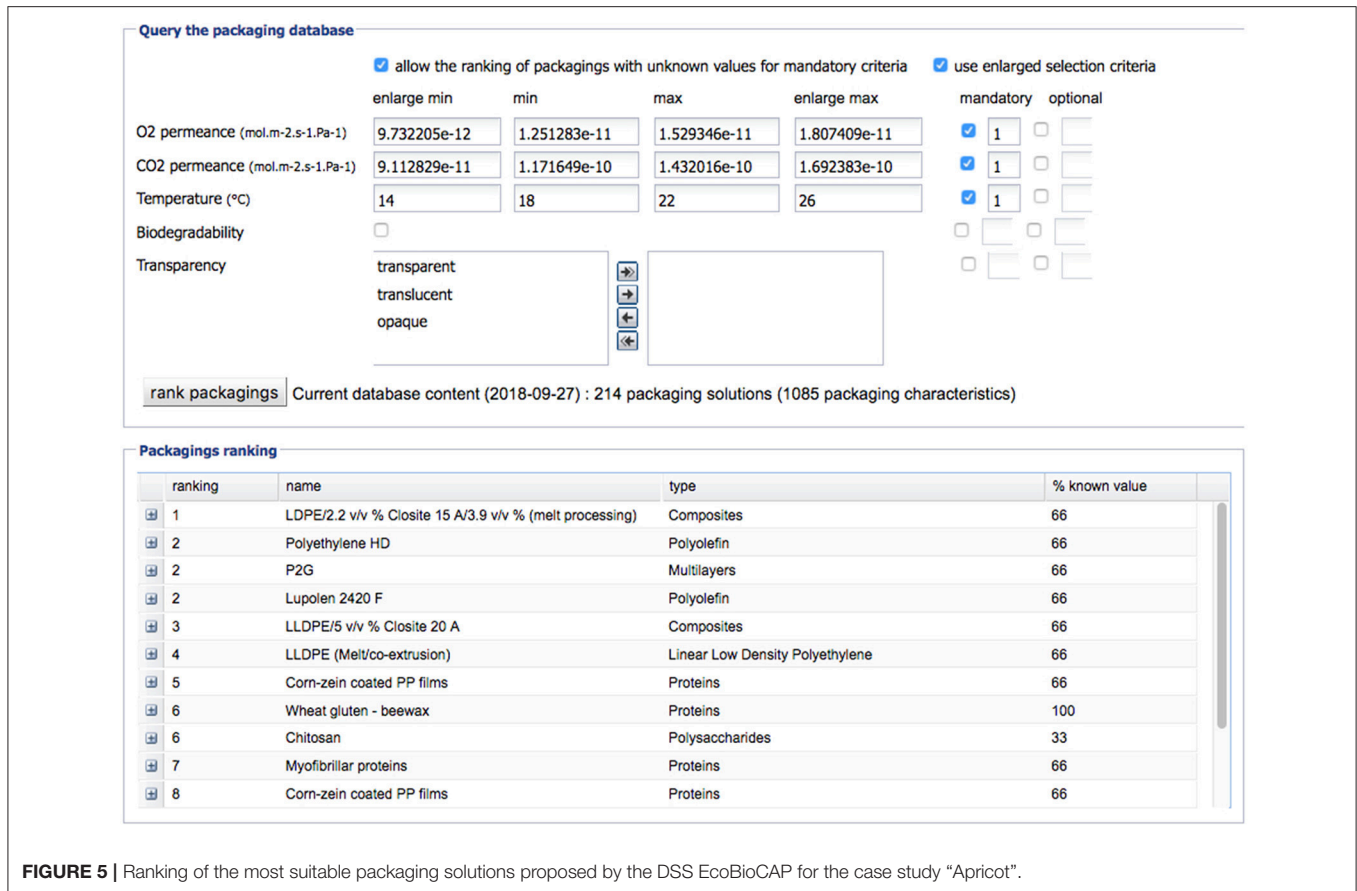 Query the packaging database
allow the ranking of packagings with unknown values for mandatory criteria use enlarged selection criteria
enlarge min min max enlarge max mandatory optional
O2 permeance (mol.m-2.s-1.Pa-1) 9.732205e-12 1.251283e-11 1.529346e-11 1.807409e-11 1
CO2 permeance (mol.m-2.s-1.Pa-1) 9.112829e-11 1.171649e-10 1.432016e-10 1.692383e-10 1
Temperature (°C) 14 18 22 26 1
Biodegradability
Transparency transparent
translucent
opaque
rank packagings Current database content (2018-09-27) : 214 packaging solutions (1085 packaging characteristics)
Packagings ranking
ranking name type % known value
1 LDPE/2.2 v/v % Closite 15 A/3.9 v/v % (melt processing) Composites 66
2 Polyethylene HD Polyolefin 66
2 P2G Multilayers 66
2 Lupolen 2420 F Polyolefin 66
3 LLDPE/5 v/v % Closite 20 A Composites 66
4 LLDPE (Melt/co-extrusion) Linear Low Density Polyethylene 66
5 Corn-zein coated PP films Proteins 66
6 Wheat gluten - beewax Proteins 100
6 Chitosan Polysaccharides 33
7 Myofibrillar proteins Proteins 66
8 Corn-zein coated PP films Proteins 66
FIGURE 5 | Ranking of the most suitable packaging solutions proposed by the DSS EcoBioCAP for the case study “Apricot”.